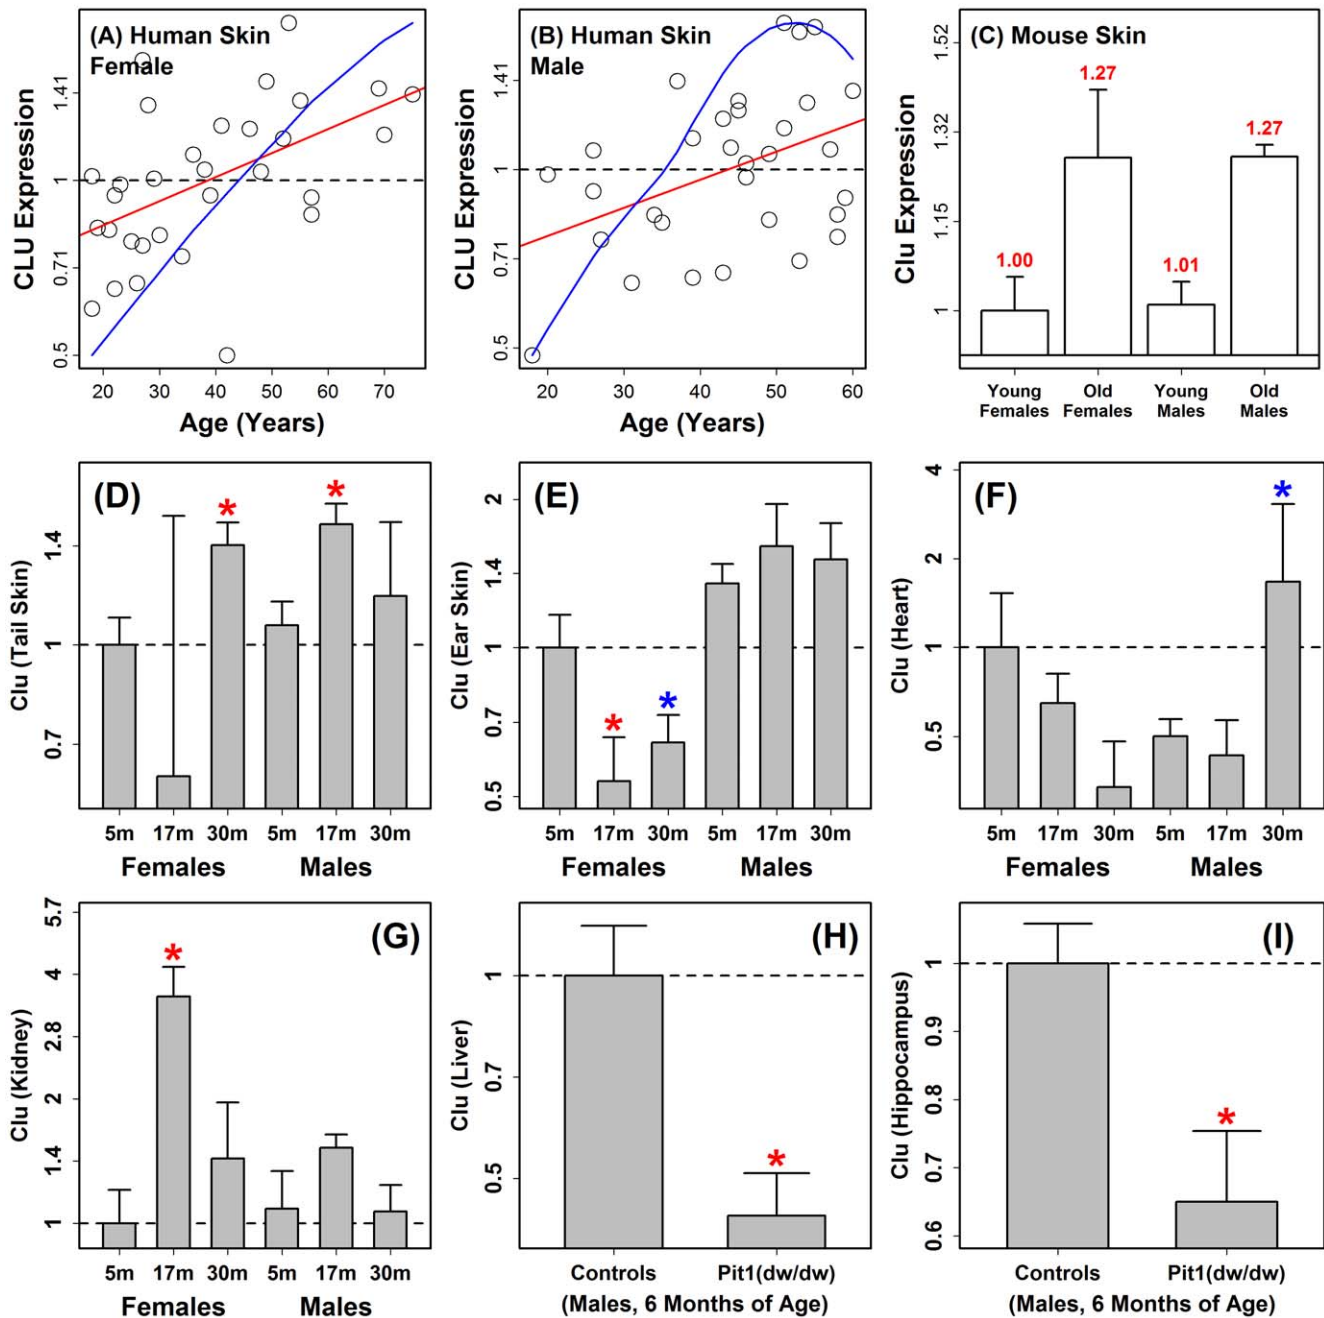 (A) Human Skin
Female
CLU Expression
1.41
1
0.71
0.5
20 30 40 50 60 70
Age (Years)
(B) Human Skin
Male
CLU Expression
1.41
1
0.71
0.5
20 30 40 50 60
Age (Years)
(C) Mouse Skin
Clu Expression
1.52
1.32
1.15
1
1.00
1.27
1.01
1.27
Young Old Young Old
Females Females Males Males
(D)
Clu (Tail Skin)
1.4
1
0.7
* *
5m 17m 30m 5m 17m 30m
Females Males
(E)
Clu (Ear Skin)
2
1.4
1
0.7
0.5
* *
5m 17m 30m 5m 17m 30m
Females Males
(F)
Clu (Heart)
4
2
1
0.5
*
5m 17m 30m 5m 17m 30m
Females Males
(G)
Clu (Kidney)
5.7
4
2.8
2
1.4
1
*
5m 17m 30m 5m 17m 30m
Females Males
(H)
Clu (Liver)
1
0.7
0.5
*
Controls Pit1(dw/dw)
(Males, 6 Months of Age)
(I)
Clu (Hippocampus)
1
0.9
0.8
0.7
0.6
*
Controls Pit1(dw/dw)
(Males, 6 Months of Age)